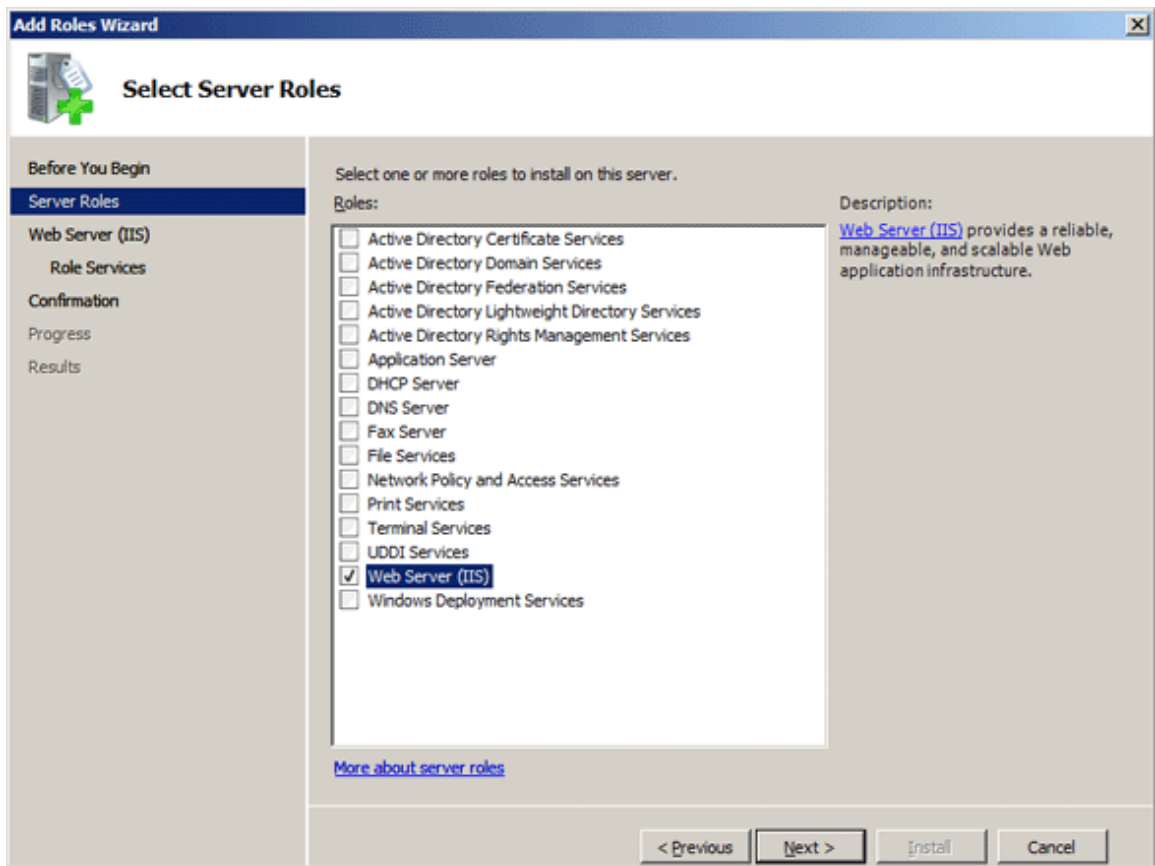 Add Roles Wizard
Select Server Roles
Before You Begin
Server Roles
Web Server (IIS)
Role Services
Confirmation
Progress
Results
Select one or more roles to install on this server.
Roles:
Active Directory Certificate Services
Active Directory Domain Services
Active Directory Federation Services
Active Directory Lightweight Directory Services
Active Directory Rights Management Services
Application Server
DHCP Server
DNS Server
Fax Server
File Services
Network Policy and Access Services
Print Services
Terminal Services
UDDI Services
Web Server (IIS)
Windows Deployment Services
More about server roles
Description:
Web Server (IIS) provides a reliable,
manageable, and scalable Web
application infrastructure.
< Previous
Next >
Install
Cancel